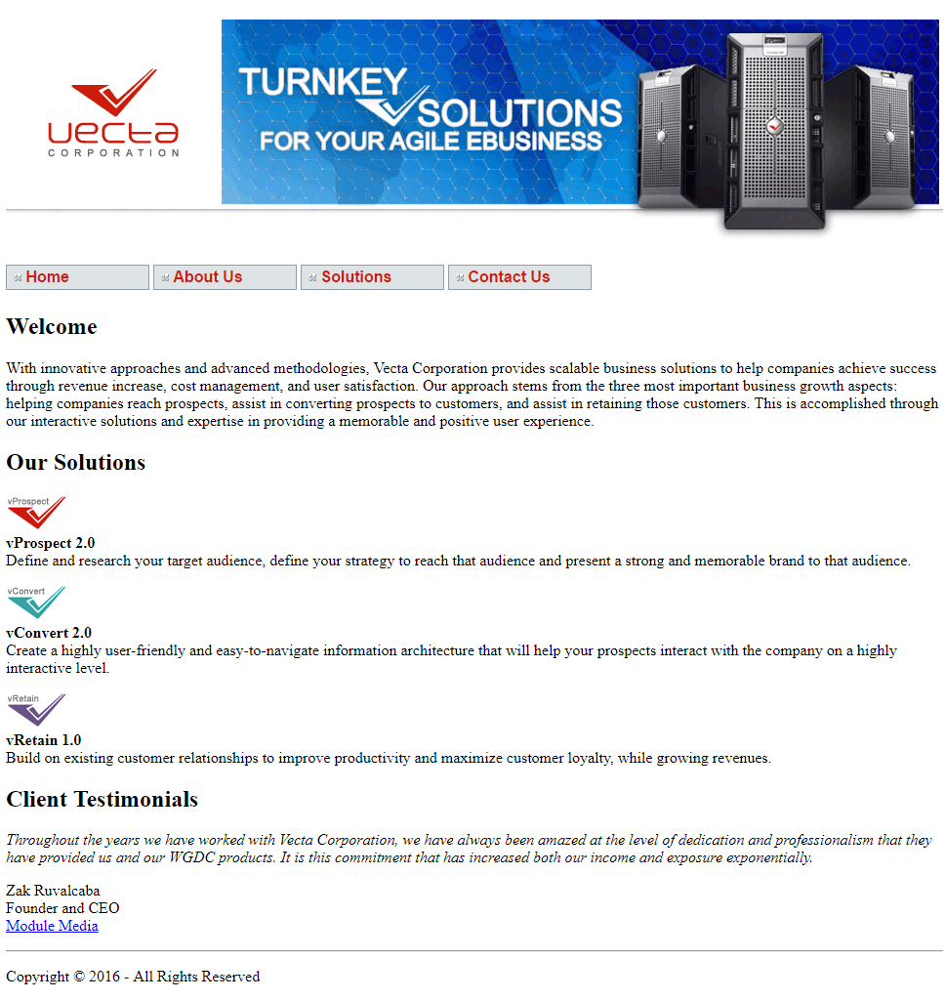 vecta
CORPORATION
TURNKEY
SOLUTIONS
FOR YOUR AGILE EBUSINESS
Home
About Us
Solutions
Contact Us
Welcome
With innovative approaches and advanced methodologies, Vecta Corporation provides scalable business solutions to help companies achieve success
through revenue increase, cost management, and user satisfaction. Our approach stems from the three most important business growth aspects:
helping companies reach prospects, assist in converting prospects to customers, and assist in retaining those customers. This is accomplished through
our interactive solutions and expertise in providing a memorable and positive user experience.
Our Solutions
vProspect
vProspect 2.0
Define and research your target audience, define your strategy to reach that audience and present a strong and memorable brand to that audience.
vConvert
vConvert 2.0
Create a highly user-friendly and easy-to-navigate information architecture that will help your prospects interact with the company on a highly
interactive level.
vRetain
vRetain 1.0
Build on existing customer relationships to improve productivity and maximize customer loyalty, while growing revenues.
Client Testimonials
Throughout the years we have worked with Vecta Corporation, we have always been amazed at the level of dedication and professionalism that they
have provided us and our WGDC products. It is this commitment that has increased both our income and exposure exponentially.
Zak Ruvalcaba
Founder and CEO
Module Media
Copyright © 2016 - All Rights Reserved